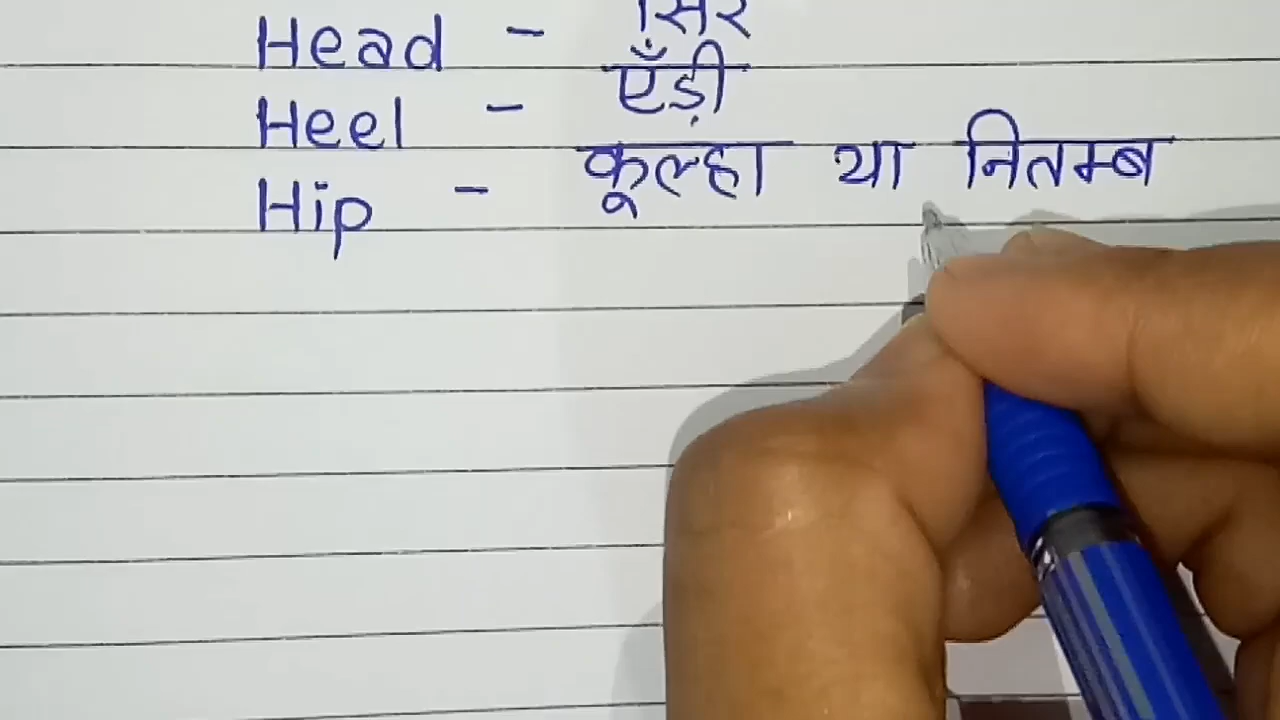 Head - सिर
Heel - एँड़ी
Hip - कूल्हा या नितम्ब